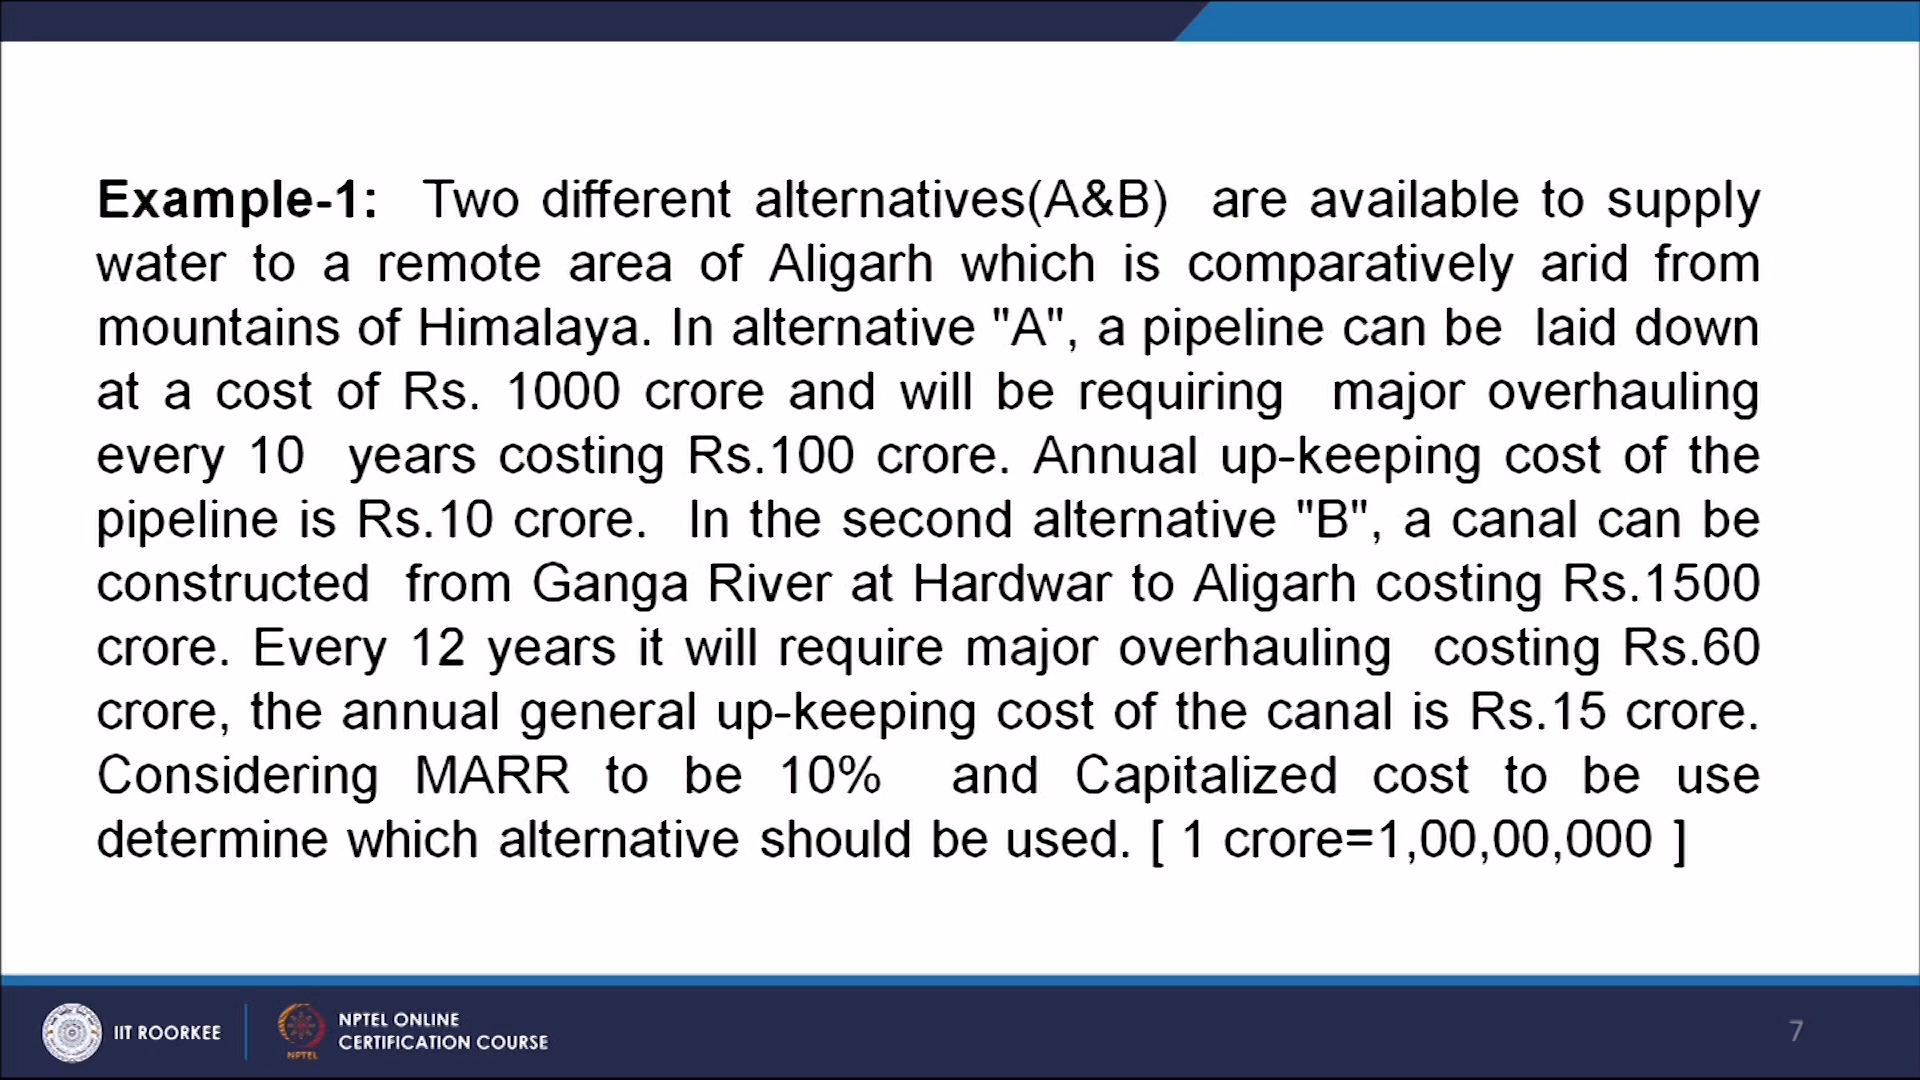 Example-1: Two different alternatives(A&B) are available to supply
water to a remote area of Aligarh which is comparatively arid from
mountains of Himalaya. In alternative "A", a pipeline can be laid down
at a cost of Rs. 1000 crore and will be requiring major overhauling
every 10 years costing Rs.100 crore. Annual up-keeping cost of the
pipeline is Rs.10 crore. In the second alternative "B", a canal can be
constructed from Ganga River at Hardwar to Aligarh costing Rs.1500
crore. Every 12 years it will require major overhauling costing Rs.60
crore, the annual general up-keeping cost of the canal is Rs.15 crore.
Considering MARR to be 10% and Capitalized cost to be use
determine which alternative should be used. [ 1 crore=1,00,00,000 ]
IIT ROORKEE
NPTEL
NPTEL ONLINE
CERTIFICATION COURSE
7